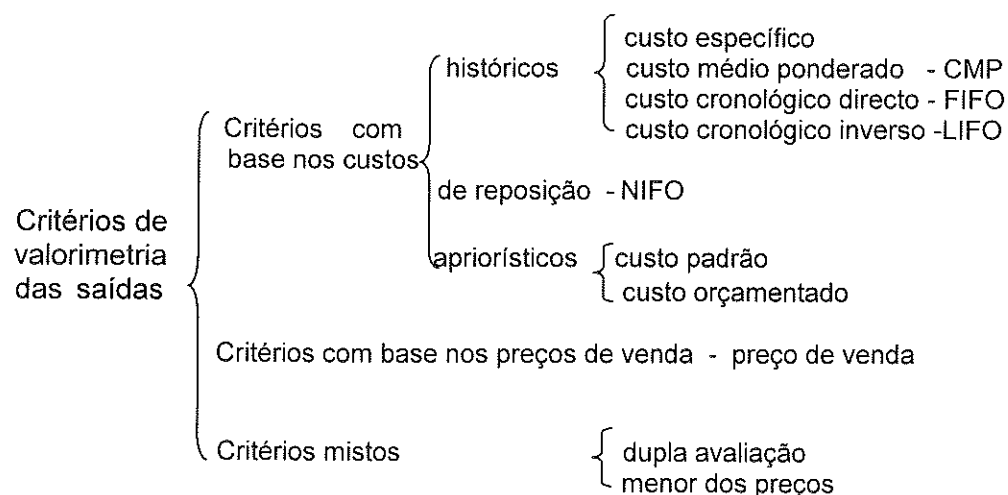 Critérios de
valorimetria
das saídas
Critérios com
base nos custos
históricos
custo específico
custo médio ponderado - CMP
custo cronológico directo - FIFO
custo cronológico inverso -LIFO
de reposição - NIFO
apriorísticos
custo padrão
custo orçamentado
Critérios com base nos preços de venda - preço de venda
Critérios mistos
dupla avaliação
menor dos preços